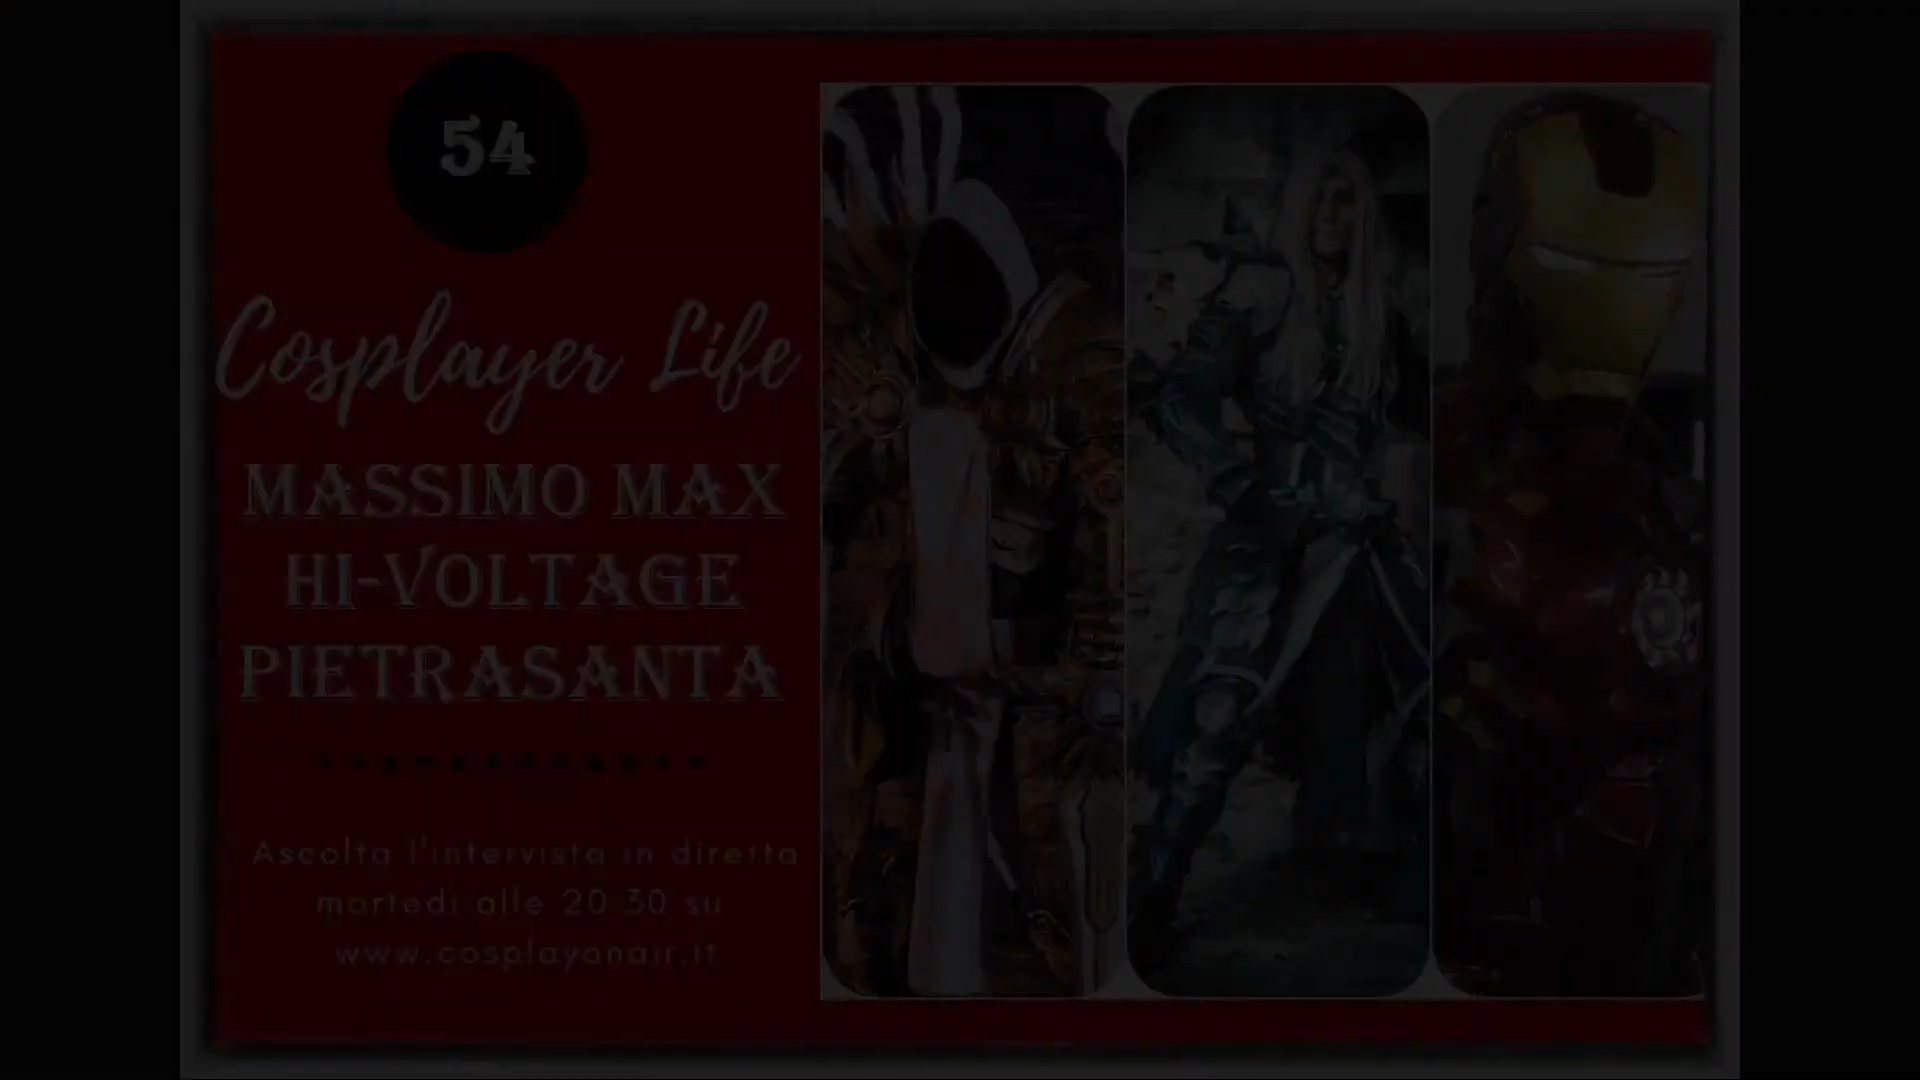 54
Cosplayer Life
MASSIMO MAX
HI-VOLTAGE
PIETRASANTA
Ascolta l'intervista in diretta
martedì alle 20 30 su
www.cosplayonair.it